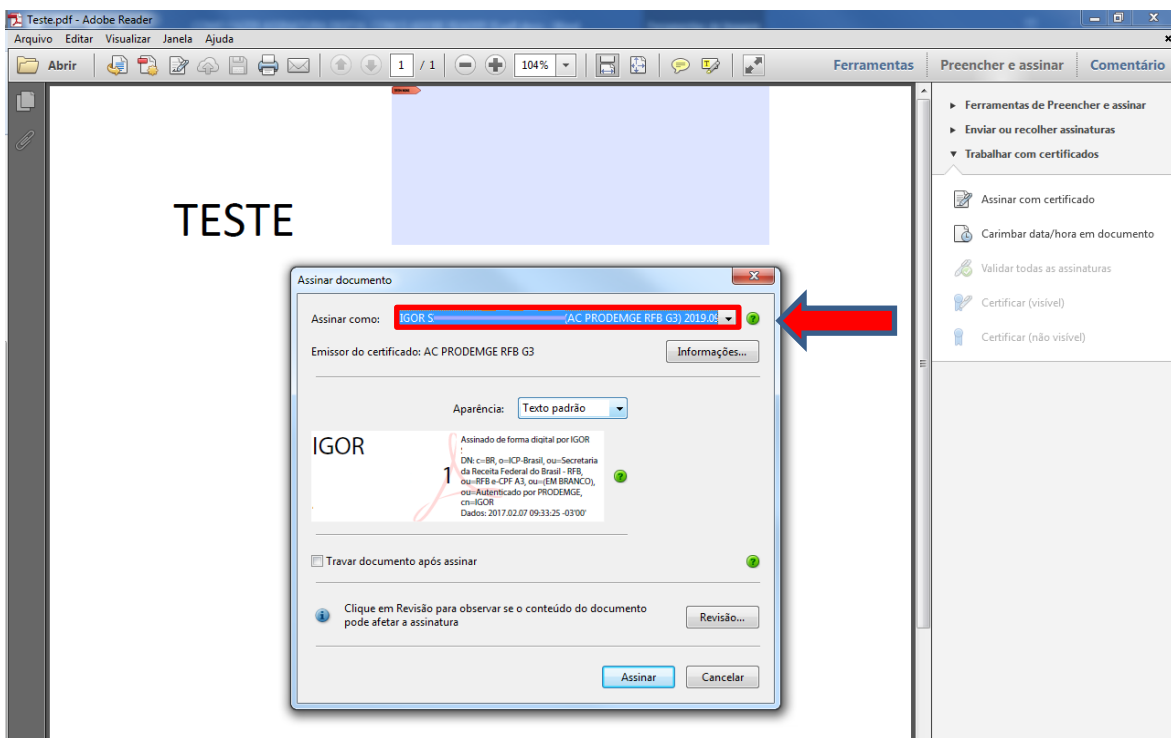 Teste.pdf - Adobe Reader
Arquivo Editar Visualizar Janela Ajuda
Abrir 1 / 1 104% Ferramentas Preencher e assinar Comentário
Ferramentas de Preencher e assinar
Enviar ou recolher assinaturas
Trabalhar com certificados
Assinar com certificado
Carimbar data/hora em documento
Validar todas as assinaturas
Certificar (visível)
Certificar (não visível)
TESTE
Assinar documento
Assinar como: IGOR S (AC PRODEMGE RFB G3) 2019.09
Emissor do certificado: AC PRODEMGE RFB G3 Informações...
Aparência: Texto padrão
IGOR
1
Assinado de forma digital por IGOR
DN: c=BR, o=ICP-Brasil, ou=Secretaria
da Receita Federal do Brasil - RFB,
ou=RFB e-CPF A3, ou=(EM BRANCO),
ou=Autenticado por PRODEMGE,
cn=IGOR
Dados: 2017.02.07 09:33:25 -03'00'
Travar documento após assinar
Clique em Revisão para observar se o conteúdo do documento
pode afetar a assinatura
Revisão...
Assinar Cancelar